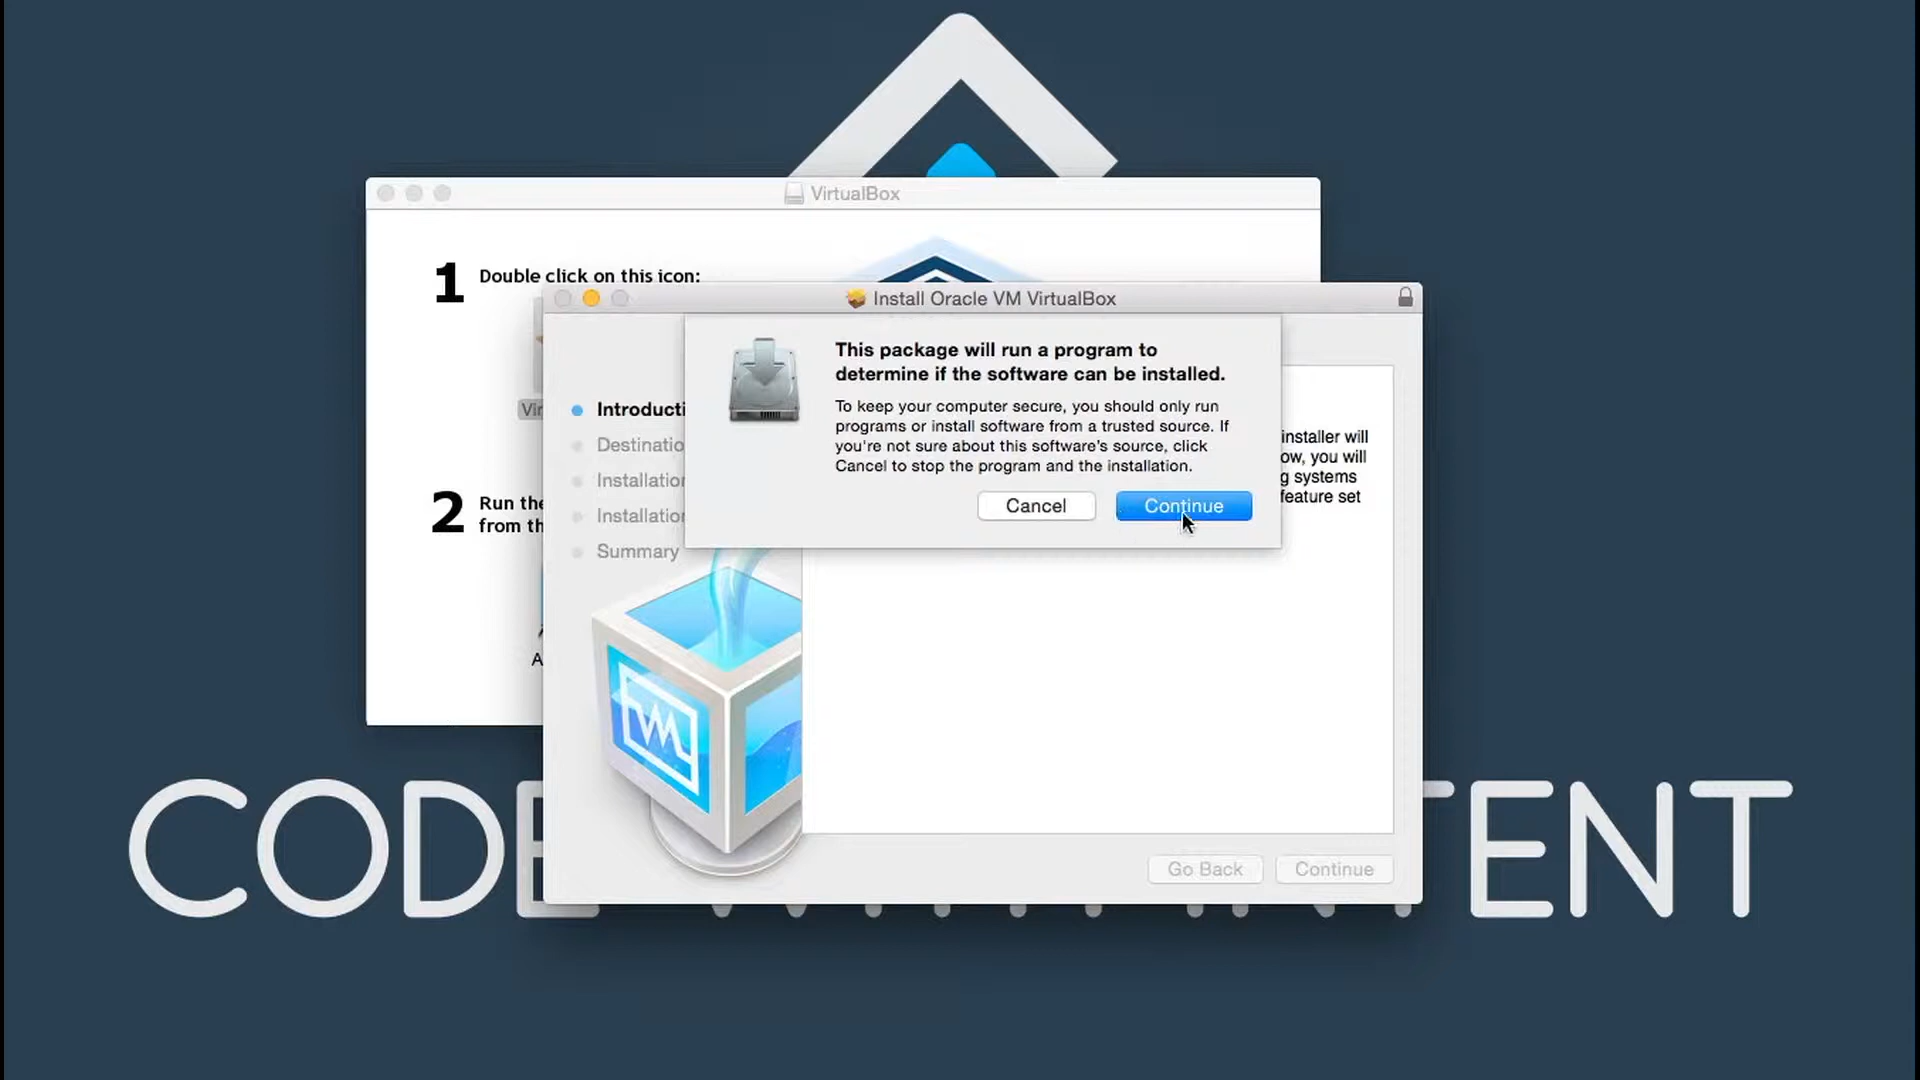 VirtualBox
1 Double click on this icon:
Install Oracle VM VirtualBox
This package will run a program to
determine if the software can be installed.
To keep your computer secure, you should only run
programs or install software from a trusted source. If
you're not sure about this software's source, click
Cancel to stop the program and the installation.
Cancel
Continue
Introducti
Destinatio
Installation
Installation
Summary
installer will
ow, you will
g systems
feature set
2 Run the
from th
Go Back
Continue
CODE
TENT